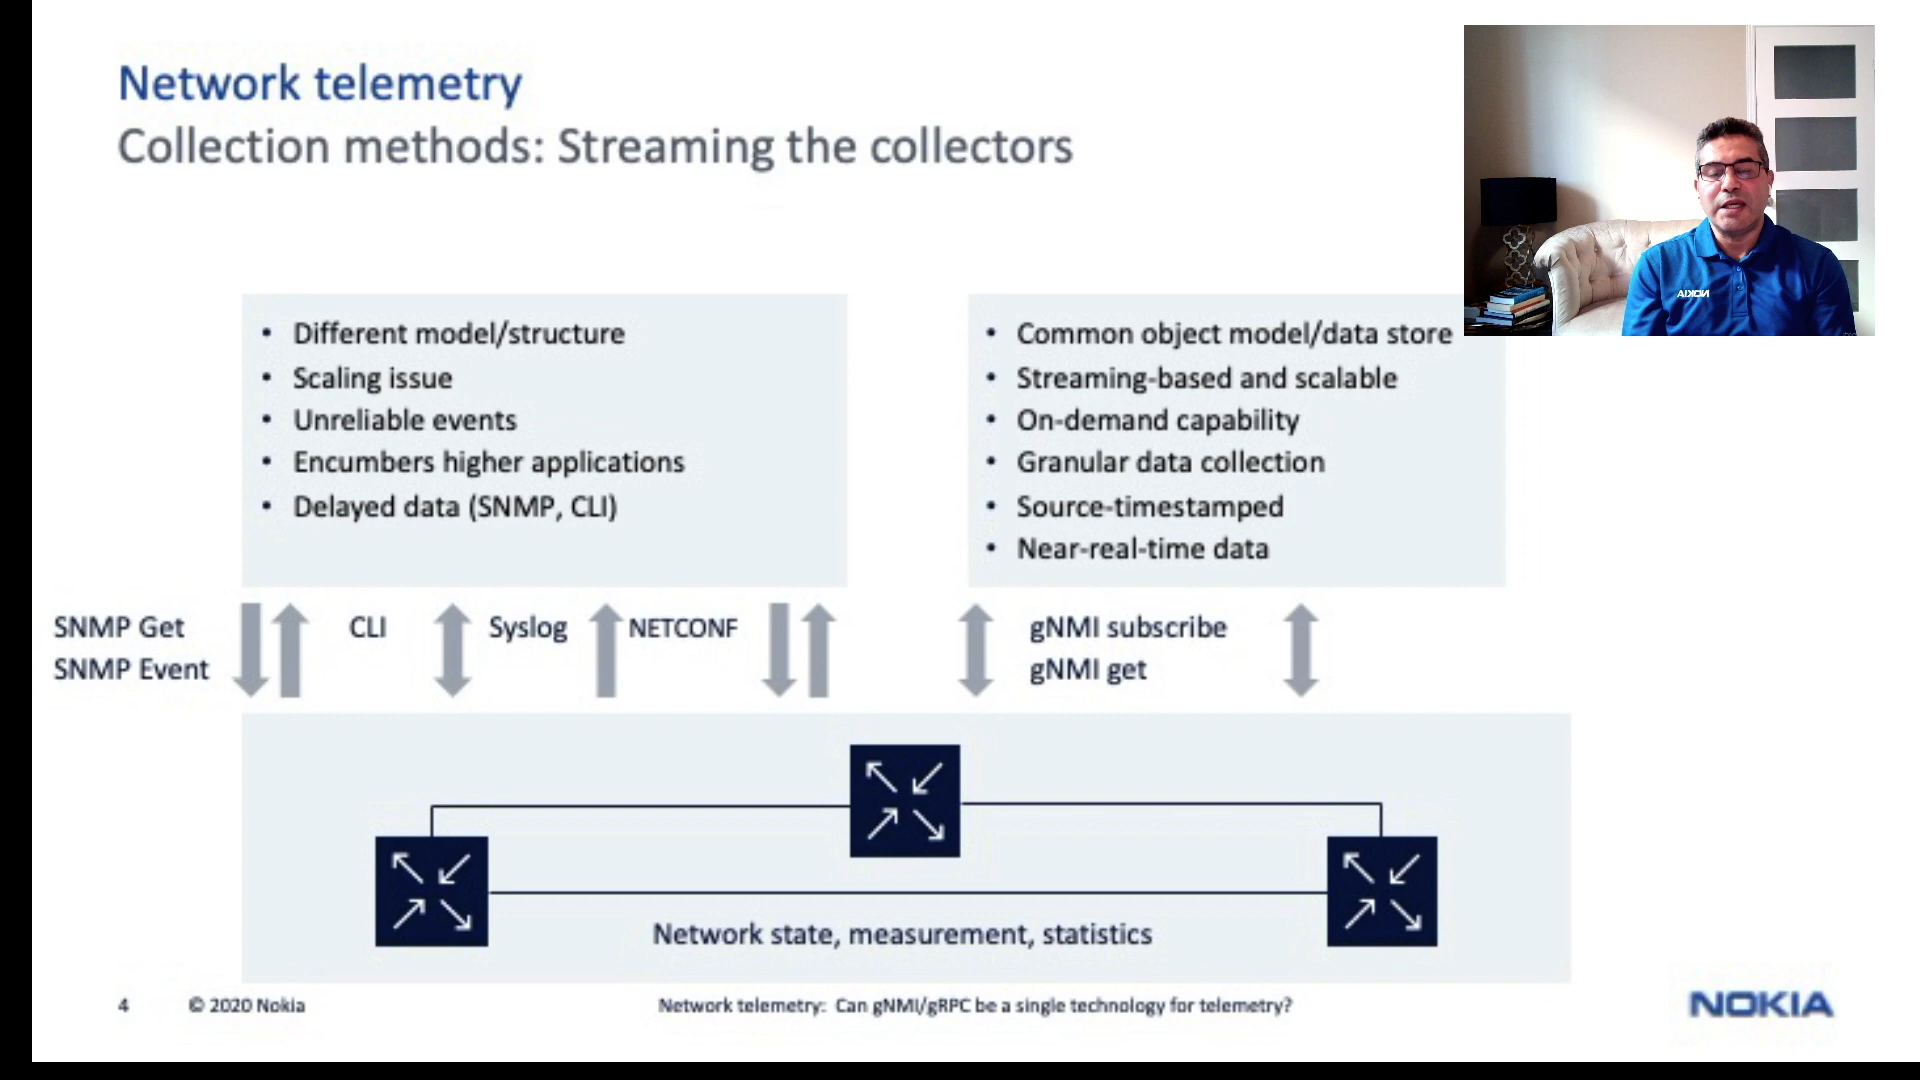 Network telemetry
Collection methods: Streaming the collectors
• Different model/structure
• Scaling issue
• Unreliable events
• Encumbers higher applications
• Delayed data (SNMP, CLI)
• Common object model/data store
• Streaming-based and scalable
• On-demand capability
• Granular data collection
• Source-timestamped
• Near-real-time data
SNMP Get
SNMP Event
CLI
Syslog
NETCONF
gNMI subscribe
gNMI get
Network state, measurement, statistics
4
© 2020 Nokia
Network telemetry: Can gNMI/gRPC be a single technology for telemetry?
NOKIA
NOKIA